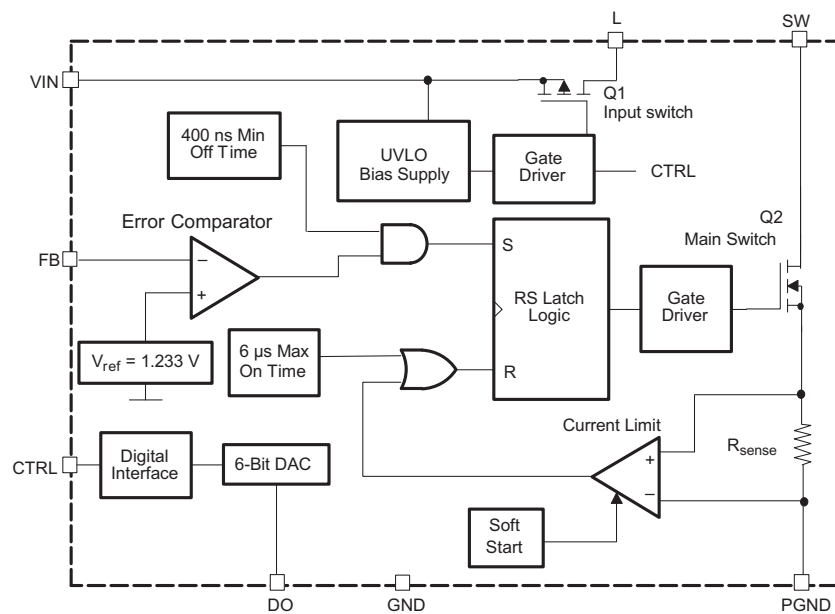 L
SW
VIN
Q1
Input switch
400 ns Min
Off Time
UVLO
Bias Supply
Gate
Driver
CTRL
Error Comparator
Q2
Main Switch
FB
−
+
S
RS Latch
Logic
Gate
Driver
Vref = 1.233 V
6 µs Max
On Time
R
Current Limit
+
−
Rsense
CTRL
Digital
Interface
6-Bit DAC
Soft
Start
DO
GND
PGND